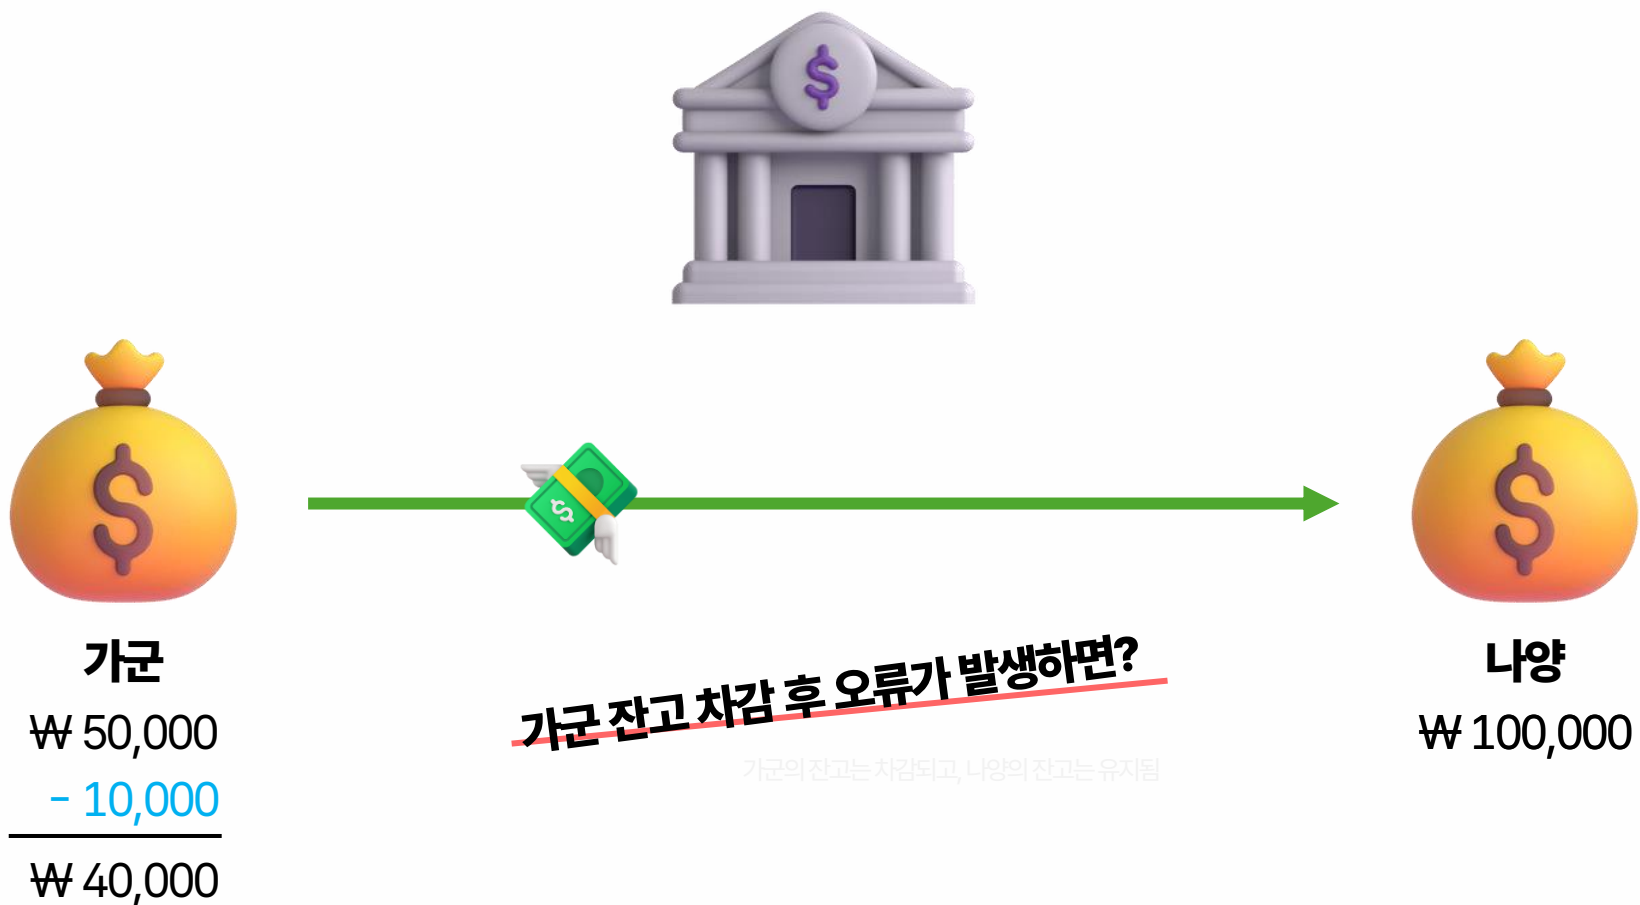 가군
₩ 50,000
- 10,000
₩ 40,000
가군 잔고 차감 후 오류가 발생하면?
가군의 잔고는 차감되고, 나양의 잔고는 유지됨
나양
₩ 100,000